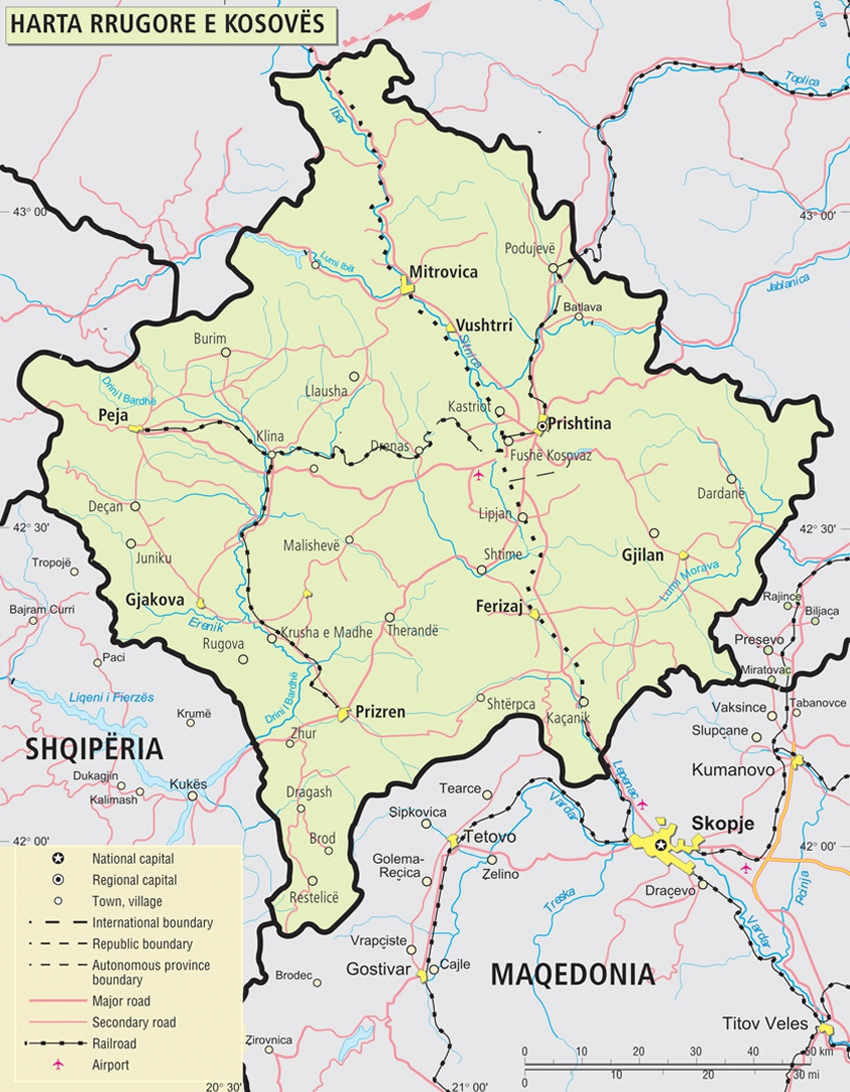 HARTA RRUGORE E KOSOVËS
Ibar
Toplica
43° 00'
43° 00'
Podujevë
Lumi Ibër
Mitrovica
Jablanica
Batllava
Vushtrri
Sitnica
Burim
Llausha
Drini I Bardhë
Kastriot
Peja
Prishtina
Klina
Drenas
Fushë Kosovaz
Dardanë
Deçan
Lipjan
42° 30'
42° 30'
Malishevë
Juniku
Shtime
Gjilan
Tropojë
Lumi Morava
Gjakova
Ferizaj
Rajince
Bajram Curri
Biljaca
Erenik
Krusha e Madhe
Therandë
Rugova
Preševo
Paci
Miratovac
Drini I Bardhë
Liqeni i Fierzës
Shtërpca
Vaksince
Tabanovce
Krumë
Prizren
Kaçanik
Slupçane
Zhur
SHQIPËRIA
Kumanovo
Lepenac
Dukagjin
Kukës
Dragash
Tearce
Kalimash
Vardar
Sipkovica
Skopje
Tetovo
42° 00'
42° 00'
Brod
Golema-
Reçica
Zelino
Restelicë
Draçevo
Treska
Pcinja
Vardar
Vrapçiste
Gostivar
Cajle
MAQEDONIA
Brodec
Titov Veles
Zirovnica
National capital
Regional capital
Town, village
International boundary
Republic boundary
Autonomous province
boundary
Major road
Secondary road
Railroad
Airport
0 10 20 30 40 50 km
0 10 20 30 mi
20° 30'
21° 00'